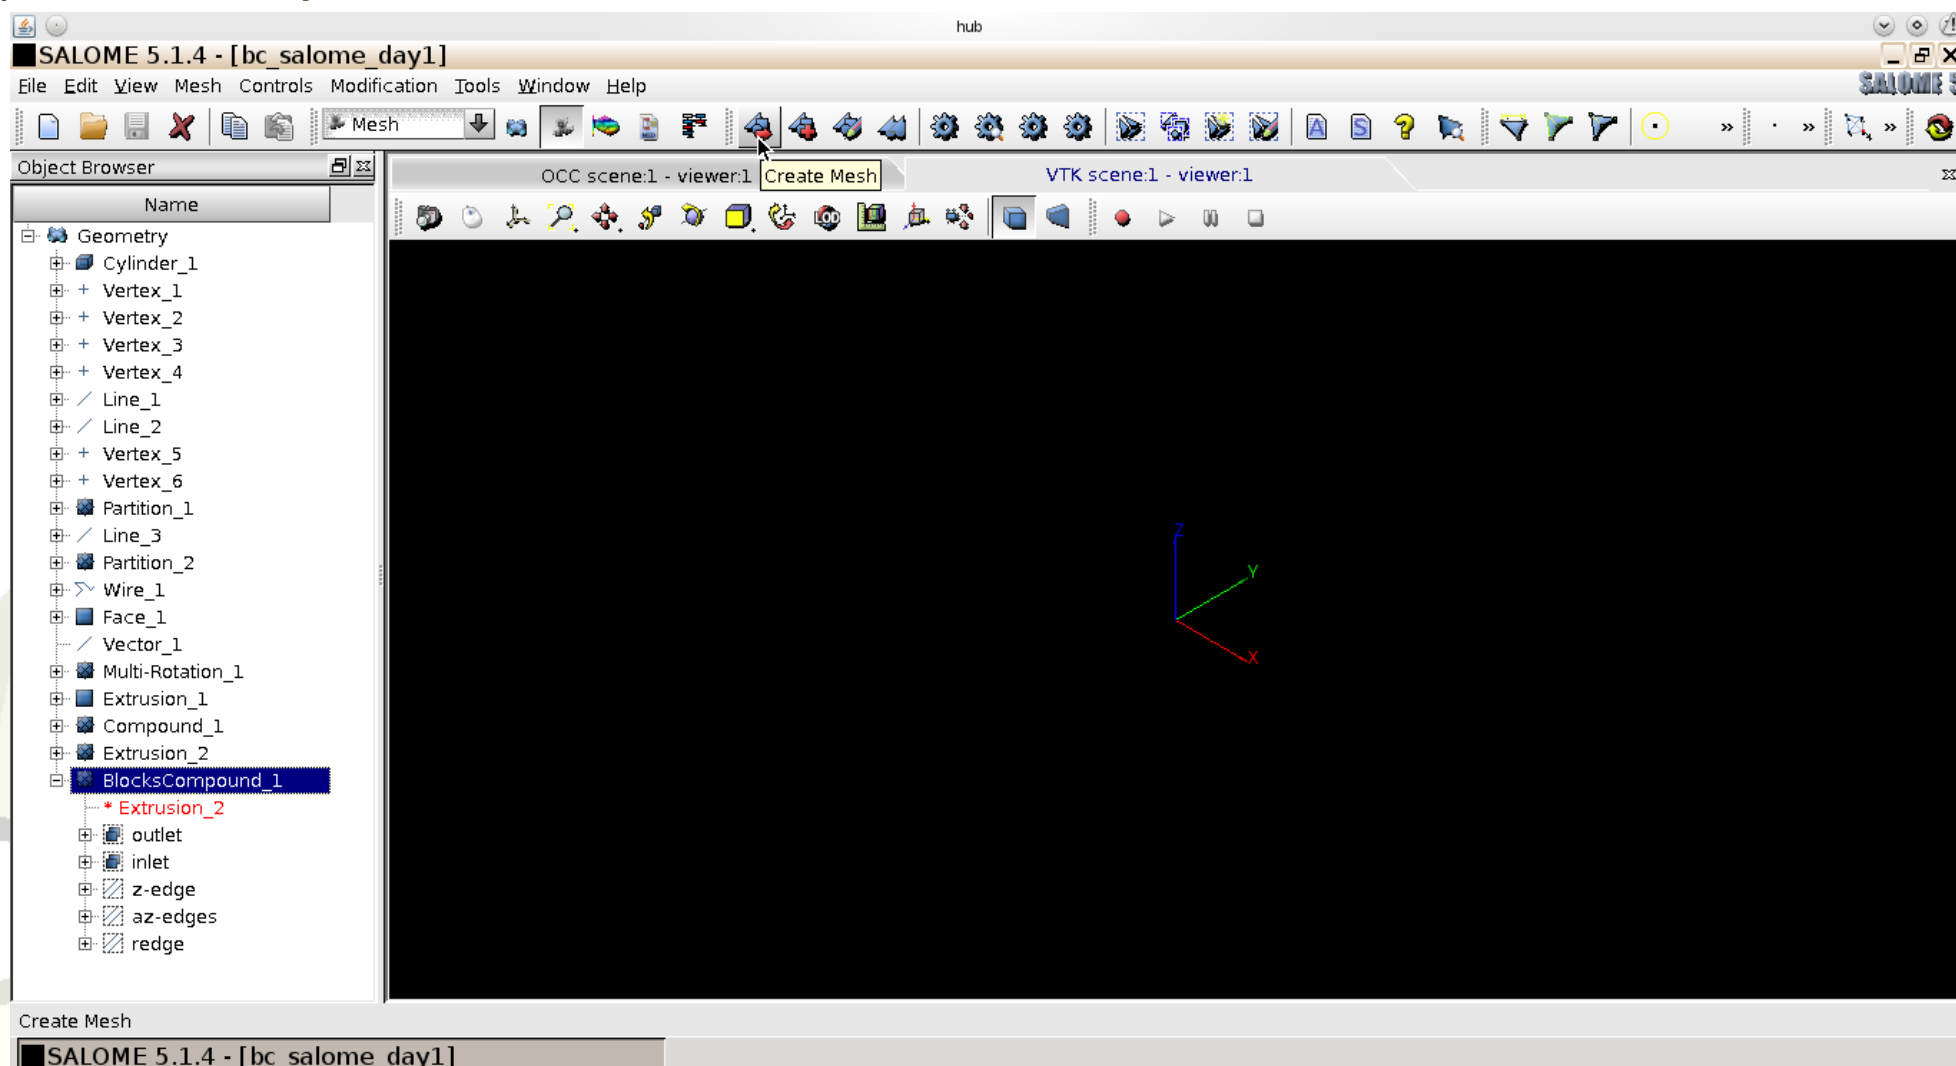 hub
SALOME 5.1.4 - [bc_salome_day1]
File Edit View Mesh Controls Modification Tools Window Help
SALOME 5
Mesh
Object Browser
OCC scene:1 - viewer:1
Create Mesh
VTK scene:1 - viewer:1
Name
LOD
Geometry
Cylinder_1
Vertex_1
Vertex_2
Vertex_3
Vertex_4
Line_1
Line_2
Vertex_5
Vertex_6
Partition_1
Line_3
Partition_2
Wire_1
Face_1
Vector_1
Multi-Rotation_1
Extrusion_1
Compound_1
Extrusion_2
BlocksCompound_1
* Extrusion_2
outlet
inlet
z-edge
az-edges
redge
Z
Y
X
Create Mesh
SALOME 5.1.4 - [bc_salome_day1]